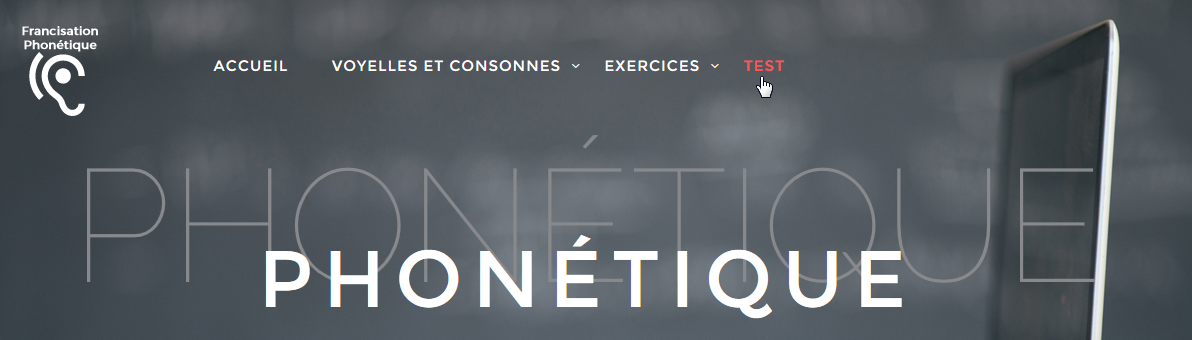 Francisation
Phonétique
ACCUEIL VOYELLES ET CONSONNES EXERCICES TEST
PHONÉTIQUE
PHONÉTIQUE